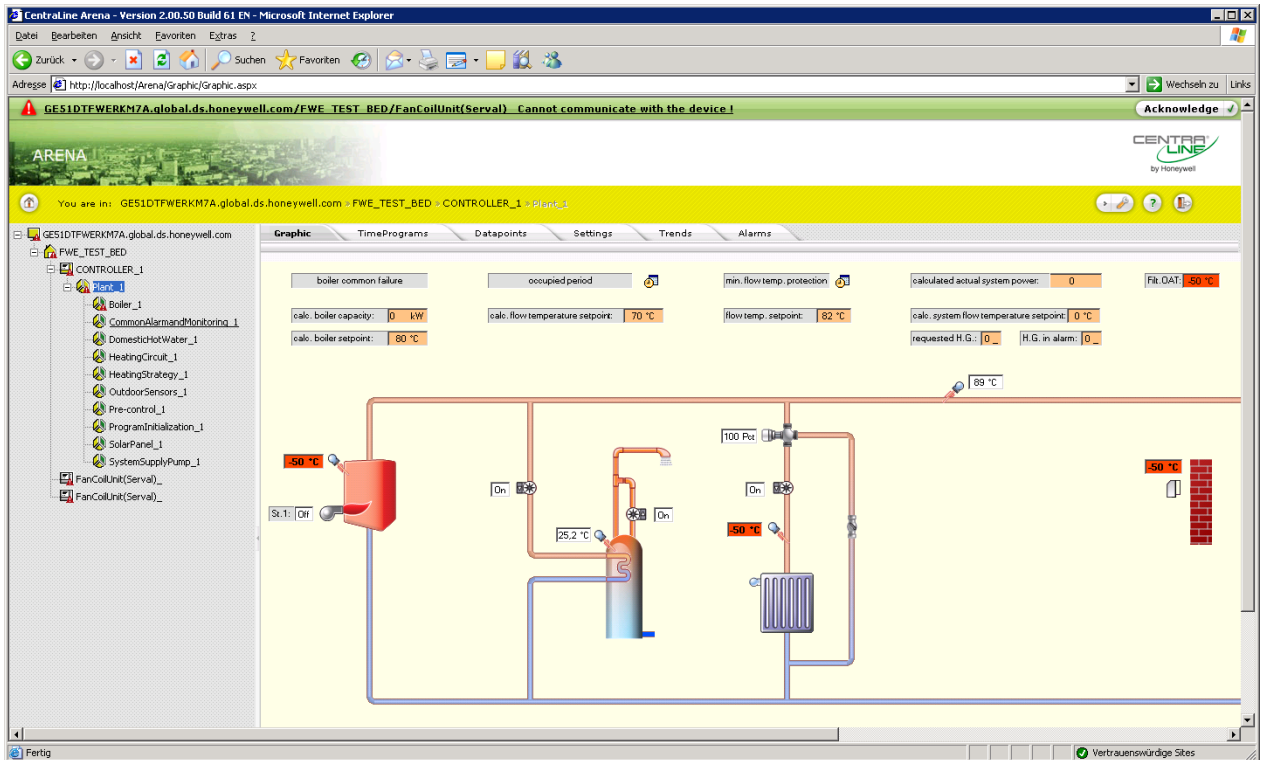 CentraLine Arena - Version 2.00.50 Build 61 EN - Microsoft Internet Explorer
Datei Bearbeiten Ansicht Favoriten Extras ?
Zurück Suchen Favoriten
Adresse http://localhost/Arena/Graphic/Graphic.aspx Wechseln zu Links
GE51DTFWERKM7A.global.ds.honeywell.com/FWE_TEST_BED/FanCoilUnit(Serval)_ Cannot communicate with the device ! Acknowledge
ARENA
CENTRA
LINE
by Honeywell
You are in: GE51DTFWERKM7A.global.ds.honeywell.com » FWE_TEST_BED » CONTROLLER_1 » Plant_1 ?
GE51DTFWERKM7A.global.ds.honeywell.com
FWE_TEST_BED
CONTROLLER_1
Plant_1
Boiler_1
CommonAlarmandMonitoring_1
DomesticHotWater_1
HeatingCircuit_1
HeatingStrategy_1
OutdoorSensors_1
Pre-control_1
ProgramInitialization_1
SolarPanel_1
SystemSupplyPump_1
FanCoilUnit(Serval)_
FanCoilUnit(Serval)_
Graphic TimePrograms Datapoints Settings Trends Alarms
boiler common failure occupied period min. flow temp. protection calculated actual system power: 0 Filt.OAT: -50 °C
calc. boiler capacity: 0 kW calc. flow temperature setpoint: 70 °C flow temp. setpoint: 82 °C calc. system flow temperature setpoint: 0 °C
calc. boiler setpoint: 80 °C requested H.G.: 0 _ H.G. in alarm: 0 _
89 °C
100 Pct
-50 °C -50 °C
On On
St.1: Off On
25,2 °C -50 °C
Fertig Vertrauenswürdige Sites